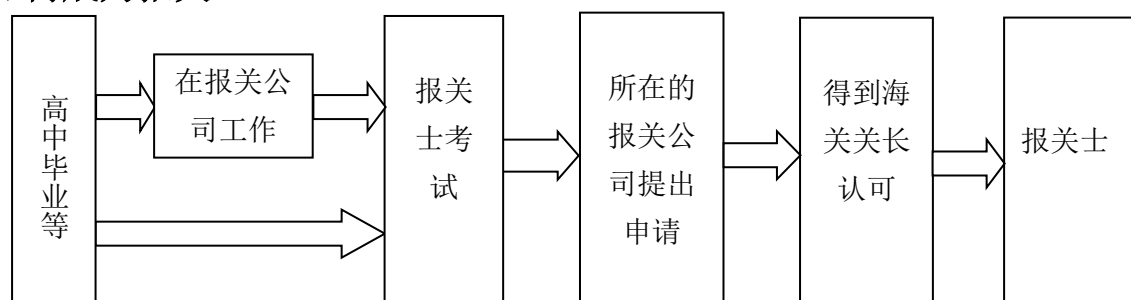 高中毕业等
在报关公
司工作
报关
士考
试
所在的
报关公
司提出
申请
得到海
关关长
认可
报关士